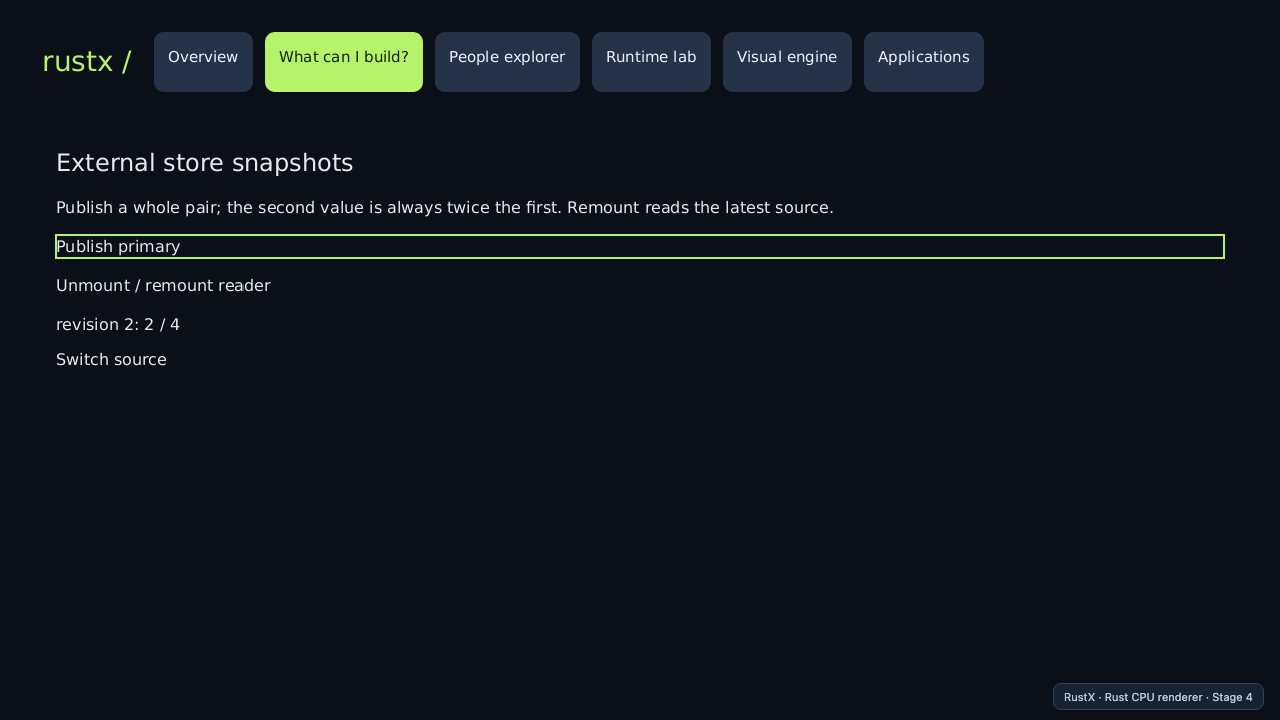 rustx / Overview What can I build? People explorer Runtime lab Visual engine Applications
External store snapshots
Publish a whole pair; the second value is always twice the first. Remount reads the latest source.
Publish primary
Unmount / remount reader
revision 2: 2 / 4
Switch source
RustX · Rust CPU renderer · Stage 4